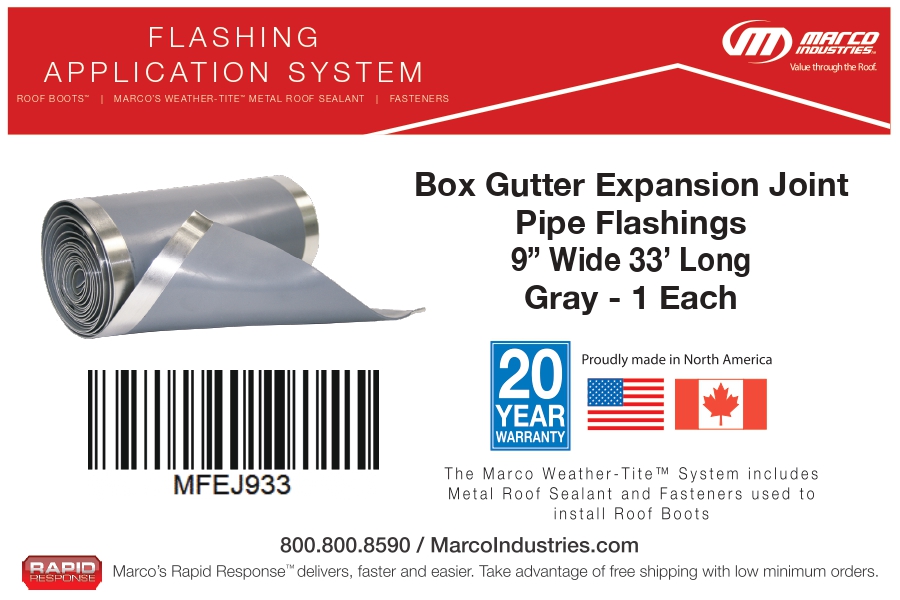 FLASHING
APPLICATION SYSTEM
ROOF BOOTS™ | MARCO'S WEATHER-TITE™ METAL ROOF SEALANT | FASTENERS
MARCO
INDUSTRIES™
Value through the Roof.
Box Gutter Expansion Joint
Pipe Flashings
9” Wide 33’ Long
Gray - 1 Each
20
YEAR
WARRANTY
Proudly made in North America
MFEJ933
The Marco Weather-Tite™ System includes
Metal Roof Sealant and Fasteners used to
install Roof Boots
800.800.8590 / MarcoIndustries.com
RAPID
RESPONSE
Marco’s Rapid Response™ delivers, faster and easier. Take advantage of free shipping with low minimum orders.